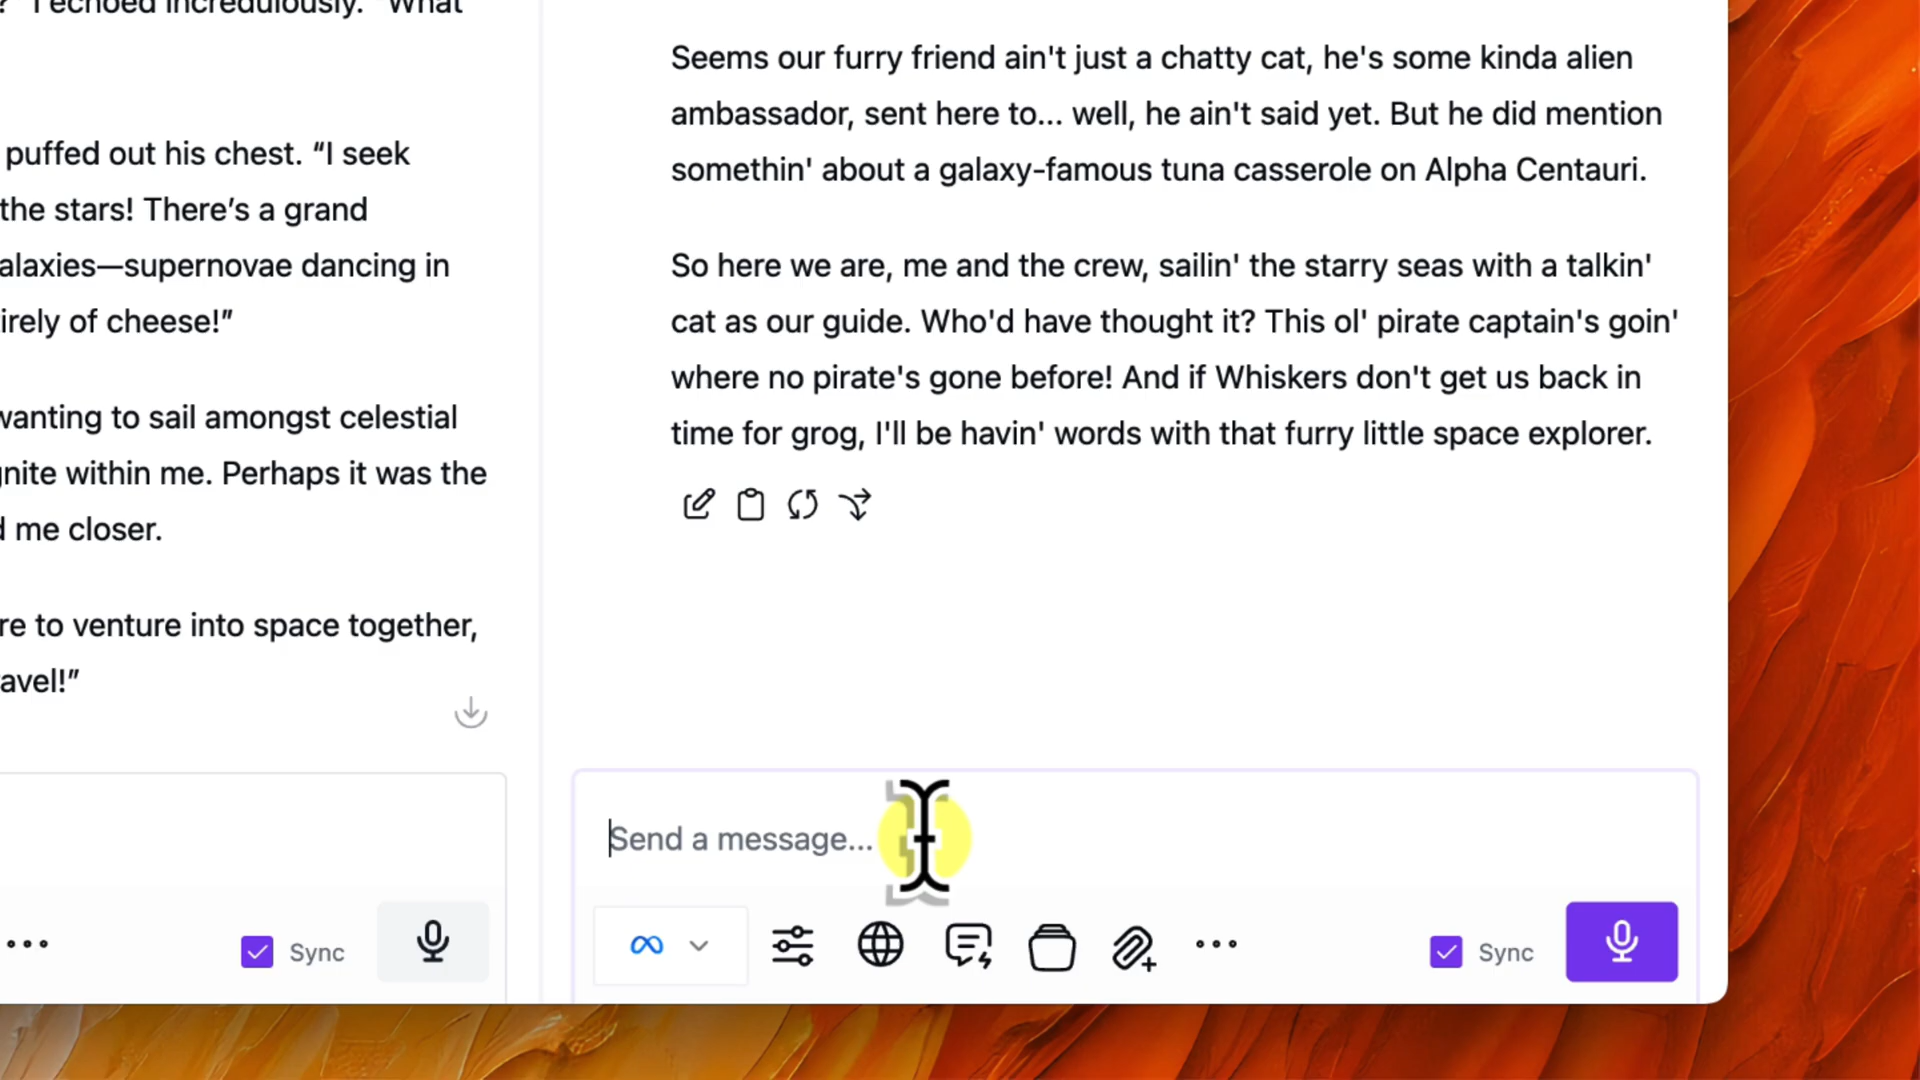 ?" I echoed incredulously. "What
puffed out his chest. “I seek
the stars! There’s a grand
alaxies—supernovae dancing in
irely of cheese!”
wanting to sail amongst celestial
gnite within me. Perhaps it was the
d me closer.
re to venture into space together,
avel!”
Sync
Seems our furry friend ain't just a chatty cat, he's some kinda alien
ambassador, sent here to... well, he ain't said yet. But he did mention
somethin' about a galaxy-famous tuna casserole on Alpha Centauri.
So here we are, me and the crew, sailin' the starry seas with a talkin'
cat as our guide. Who'd have thought it? This ol' pirate captain's goin'
where no pirate's gone before! And if Whiskers don't get us back in
time for grog, I'll be havin' words with that furry little space explorer.
Send a message...
Sync